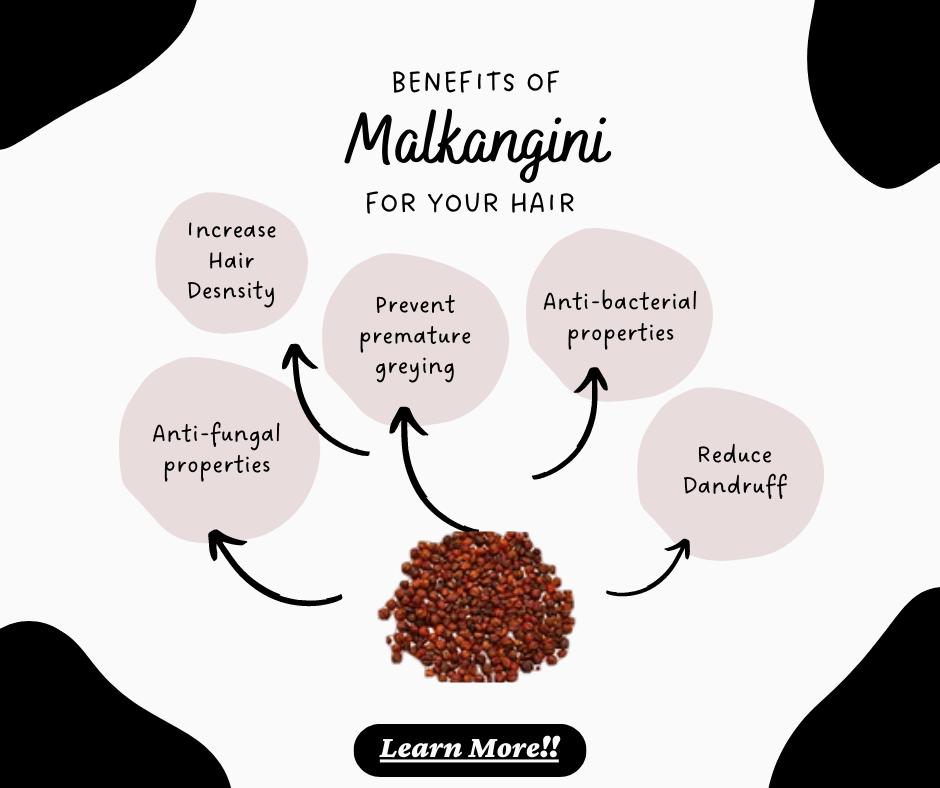 BENEFITS OF
Malkangini
FOR YOUR HAIR
Increase
Hair
Desnsity
Prevent
premature
greying
Anti-bacterial
properties
Anti-fungal
properties
Reduce
Dandruff
Learn More!!